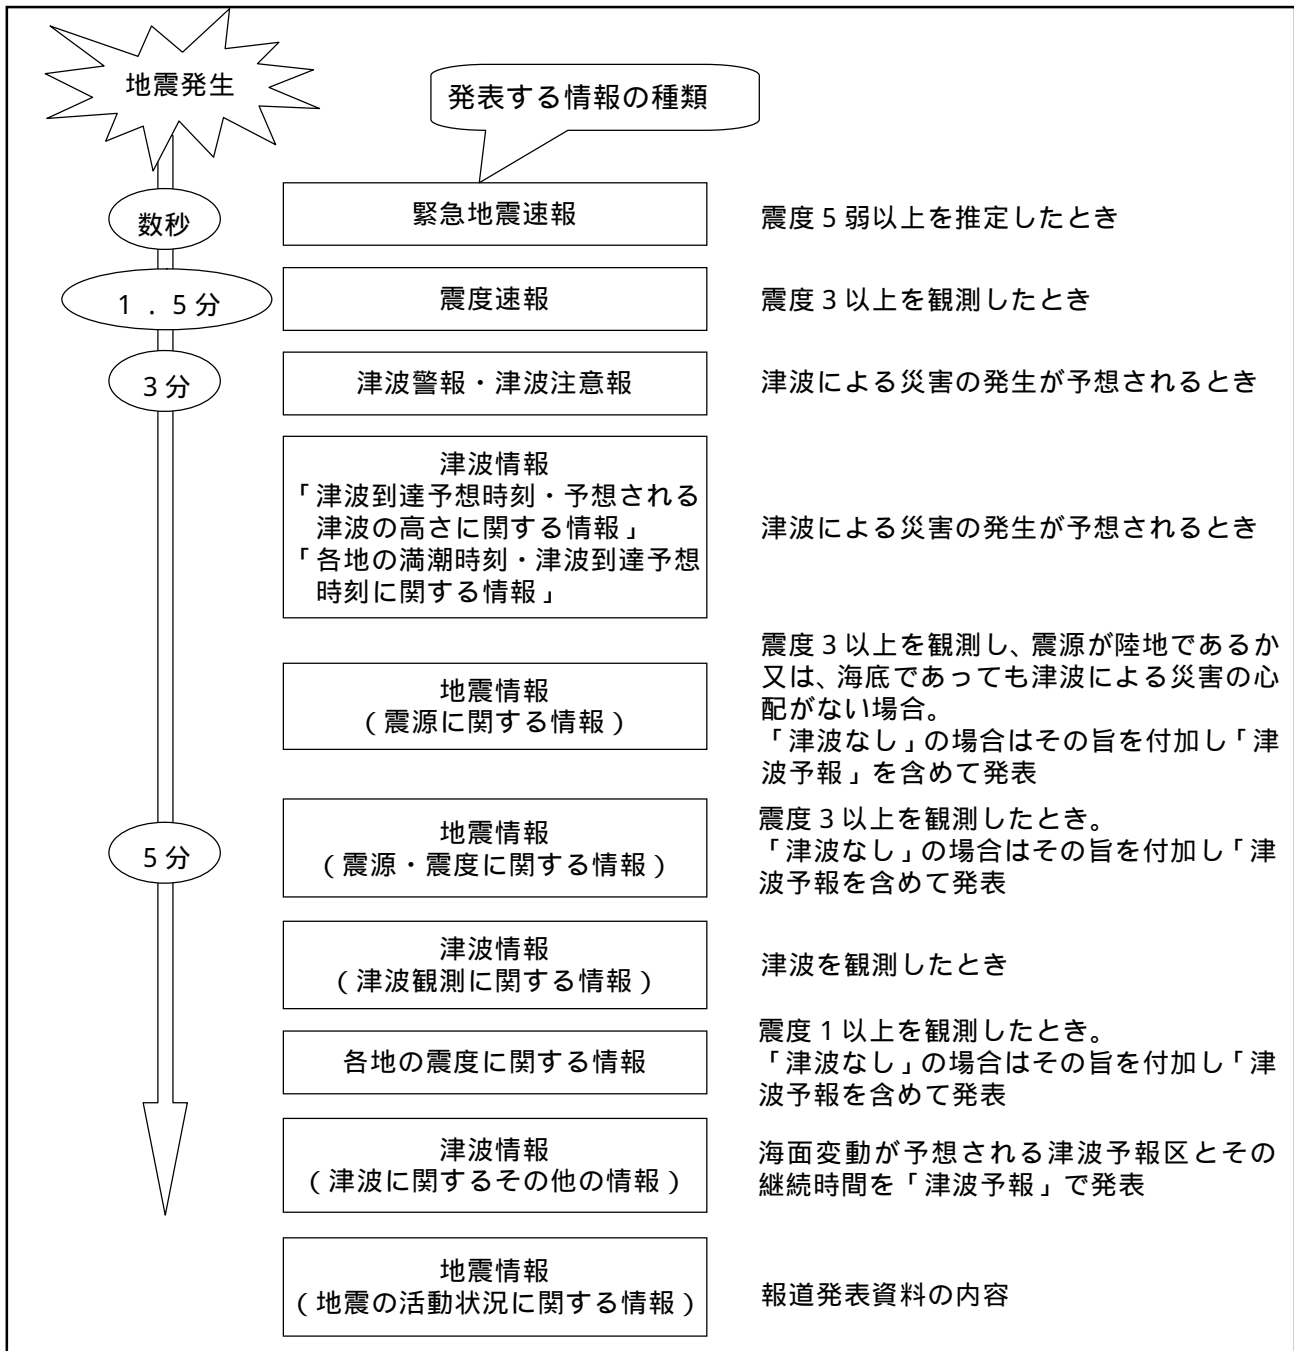 地震発生
発表する情報の種類
数秒
緊急地震速報
震度５弱以上を推定したとき
１．５分
震度速報
震度３以上を観測したとき
３分
津波警報・津波注意報
津波による災害の発生が予想されるとき
津波情報
「津波到達予想時刻・予想される
津波の高さに関する情報」
「各地の満潮時刻・津波到達予想
時刻に関する情報」
津波による災害の発生が予想されるとき
地震情報
（震源に関する情報）
震度３以上を観測し、震源が陸地であるか
又は、海底であっても津波による災害の心
配がない場合。
「津波なし」の場合はその旨を付加し「津
波予報」を含めて発表
５分
地震情報
（震源・震度に関する情報）
震度３以上を観測したとき。
「津波なし」の場合はその旨を付加し「津
波予報を含めて発表
津波情報
（津波観測に関する情報）
津波を観測したとき
各地の震度に関する情報
震度１以上を観測したとき。
「津波なし」の場合はその旨を付加し「津
波予報を含めて発表
津波情報
（津波に関するその他の情報）
海面変動が予想される津波予報区とその
継続時間を「津波予報」で発表
地震情報
（地震の活動状況に関する情報）
報道発表資料の内容